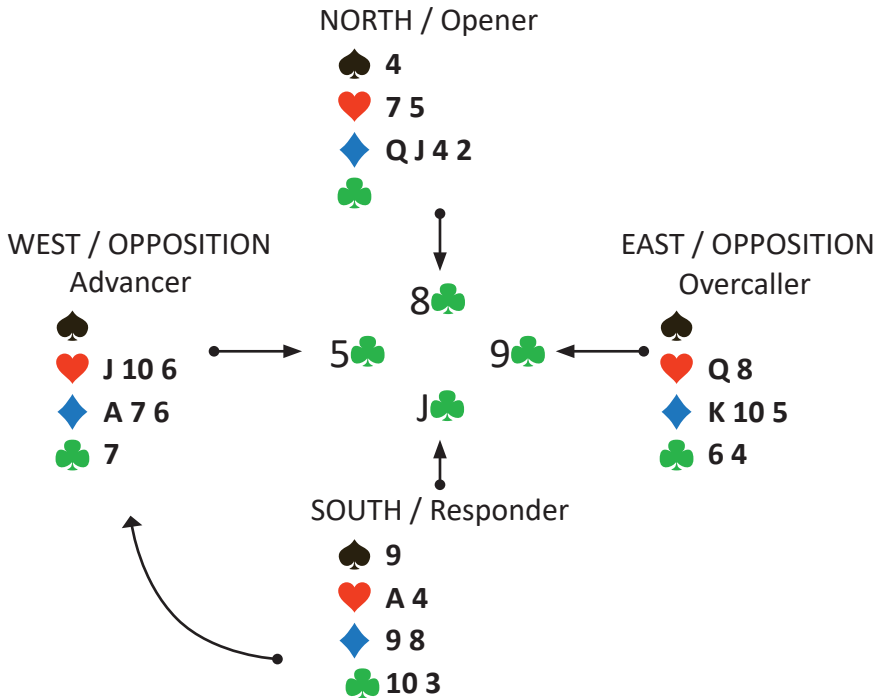 NORTH / Opener
♠ 4
♥ 7 5
♦ Q J 4 2
♣
WEST / OPPOSITION
Advancer
♠
♥ J 10 6
♦ A 7 6
♣ 7
8♣
5♣
9♣
J♣
EAST / OPPOSITION
Overcaller
♠
♥ Q 8
♦ K 10 5
♣ 6 4
SOUTH / Responder
♠ 9
♥ A 4
♦ 9 8
♣ 10 3